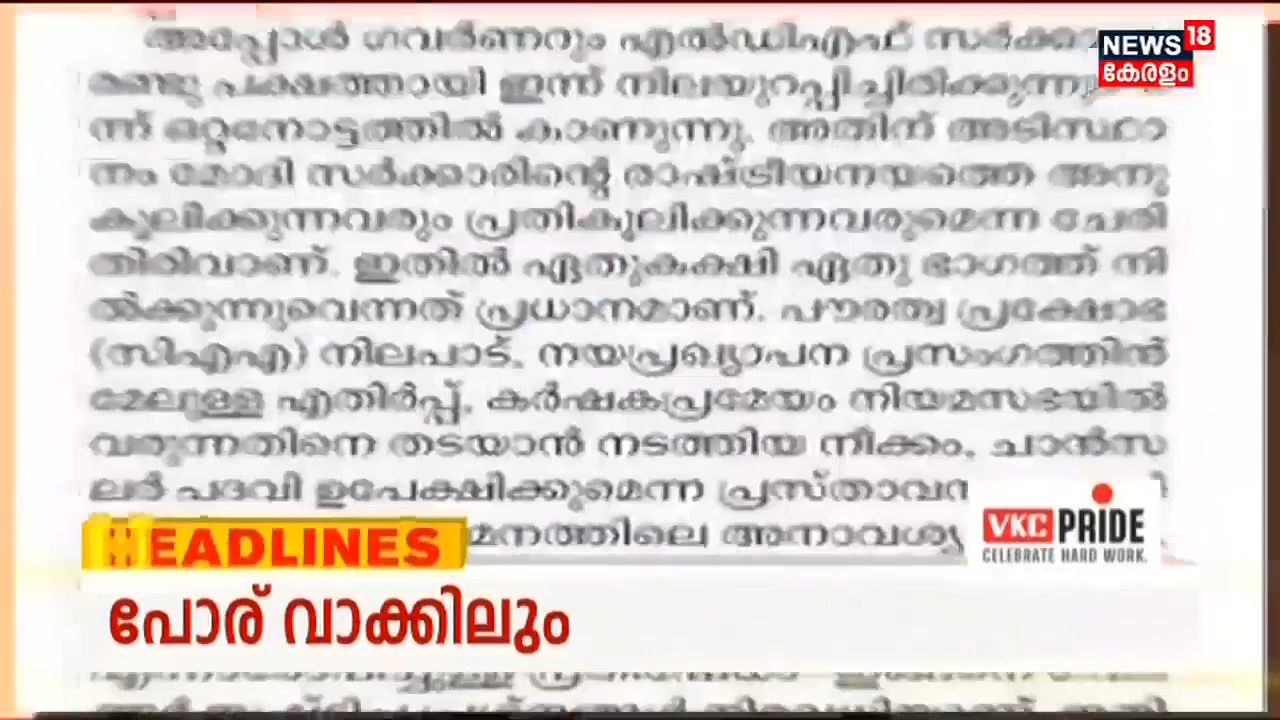 അപ്പോൾ ഗവർണറും എൽഡിഎഫ്
NEWS 18
കേരളം
രണ്ടു പക്ഷത്തായി ഇന്ന് നിലയുറപ്പിച്ചിരിക്കുന്നു
ന്ന് ഒറ്റനോട്ടത്തിൽ കാണുന്നു. അതിന് അടിസ്ഥാ
നം മോദി സർക്കാരിന്റെ രാഷ്ട്രീയനയത്തെ അനു
കൂലിക്കുന്നവരും പ്രതികൂലിക്കുന്നവരുമെന്ന ചേരി
തിരിവാണ്. ഇതിൽ ഏതുകക്ഷി ഏതു ഭാഗത്ത് നി
ൽക്കുന്നുവെന്നത് പ്രധാനമാണ്. പൗരത്വ പ്രക്ഷോഭ
(സിഎഎ) നിലപാട്, നയപ്രഖ്യാപന പ്രസംഗത്തിൻ
മേലുള്ള എതിർപ്പ്, കർഷകപ്രമേയം നിയമസഭയിൽ
വരുന്നതിനെ തടയാൻ നടത്തിയ നീക്കം, ചാൻസ
ലർ പദവി ഉപേക്ഷിക്കുമെന്ന
മനത്തിലെ അനാവശ്യ
VKC PRIDE
CELEBRATE HARD WORK.
HEADLINES
പോര് വാക്കിലും